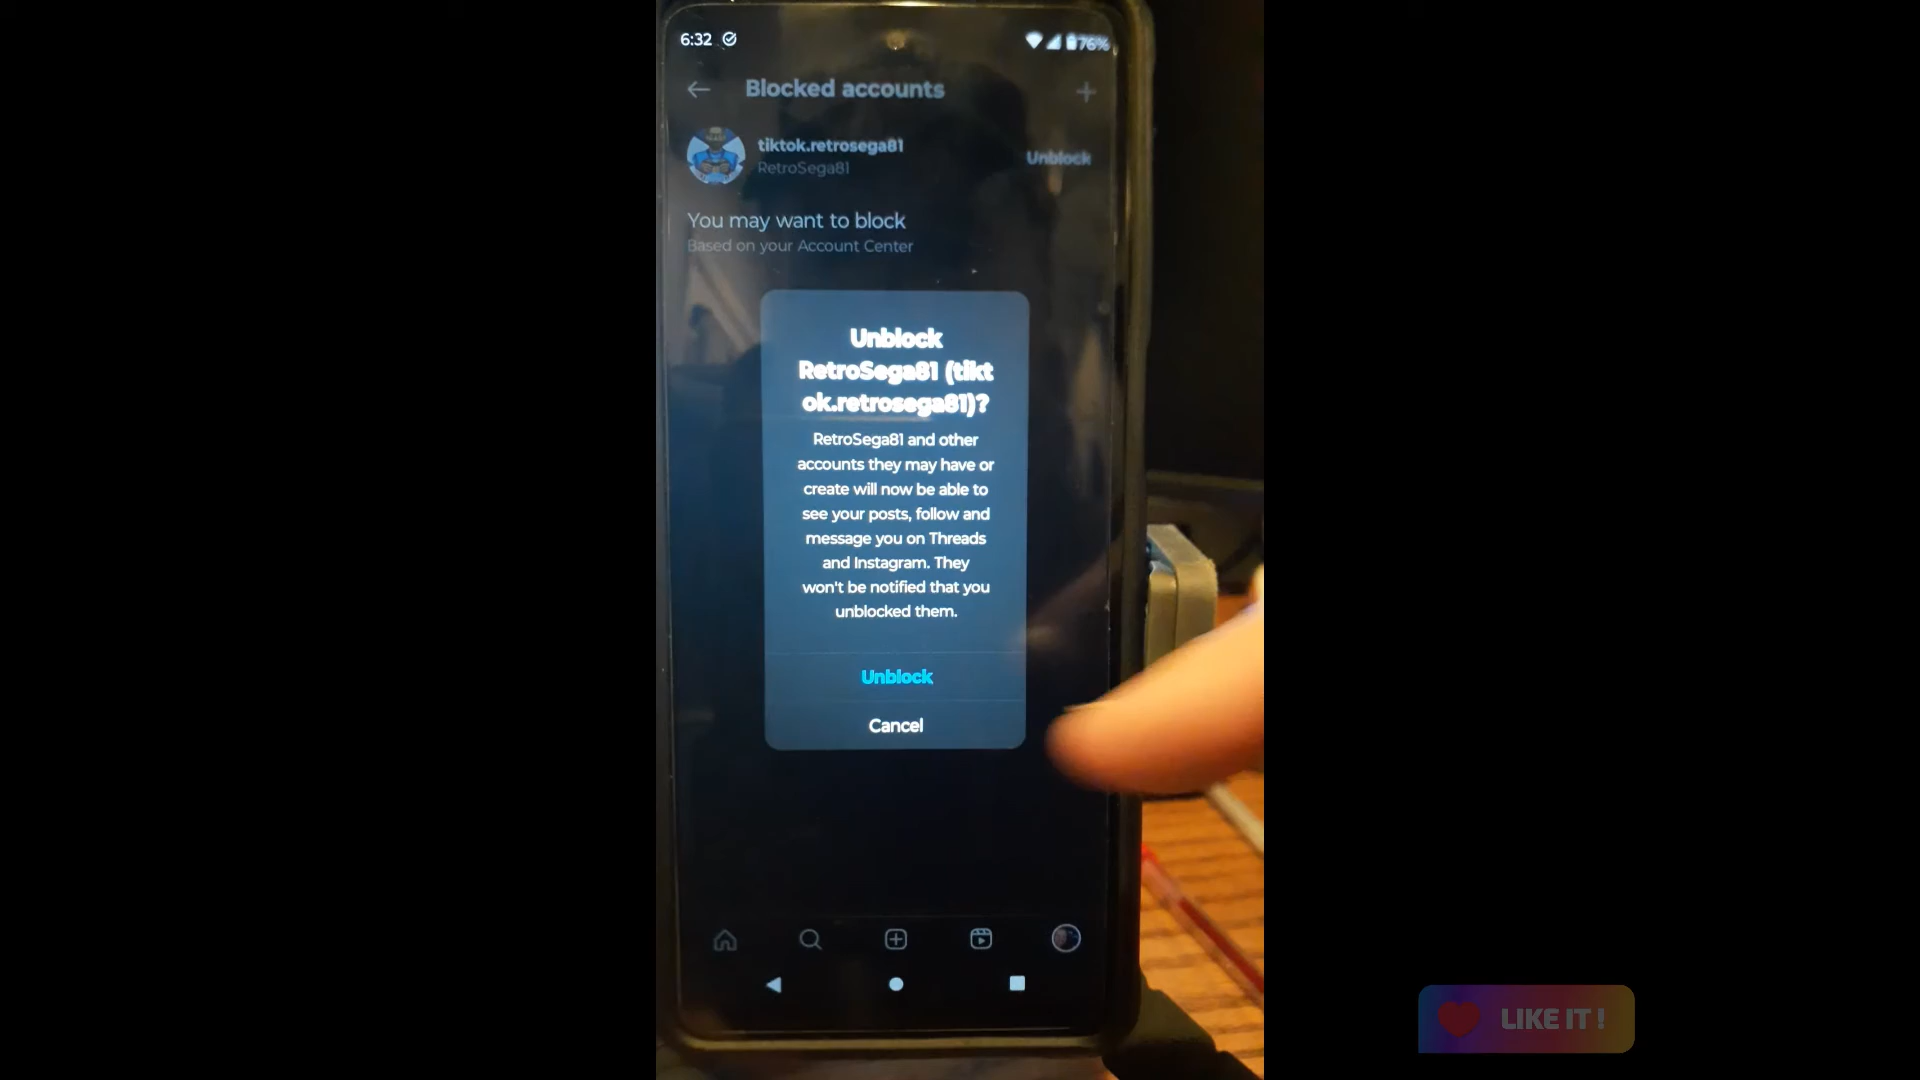 6:32
76%
Blocked accounts
tiktok.retrosega81
RetroSega81
Unblock
You may want to block
Based on your Account Center
Unblock
RetroSega81 (tikt
ok.retrosega81)?
RetroSega81 and other
accounts they may have or
create will now be able to
see your posts, follow and
message you on Threads
and Instagram. They
won't be notified that you
unblocked them.
Unblock
Cancel
LIKE IT !